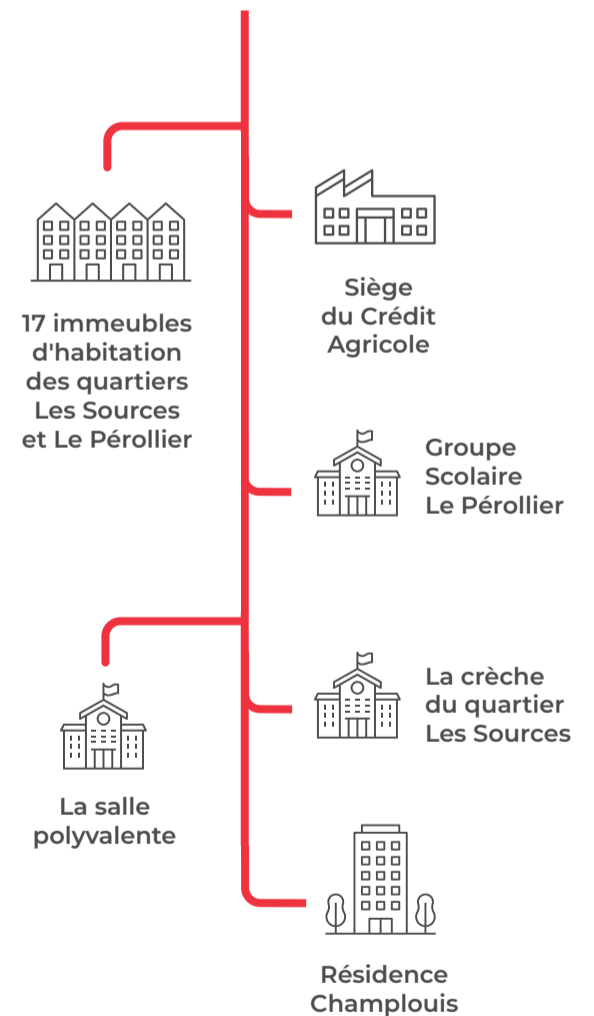 17 immeubles
d'habitation
des quartiers
Les Sources
et Le Pérollier
Siège
du Crédit
Agricole
Groupe
Scolaire
Le Pérollier
La crèche
du quartier
Les Sources
La salle
polyvalente
Résidence
Champlouis